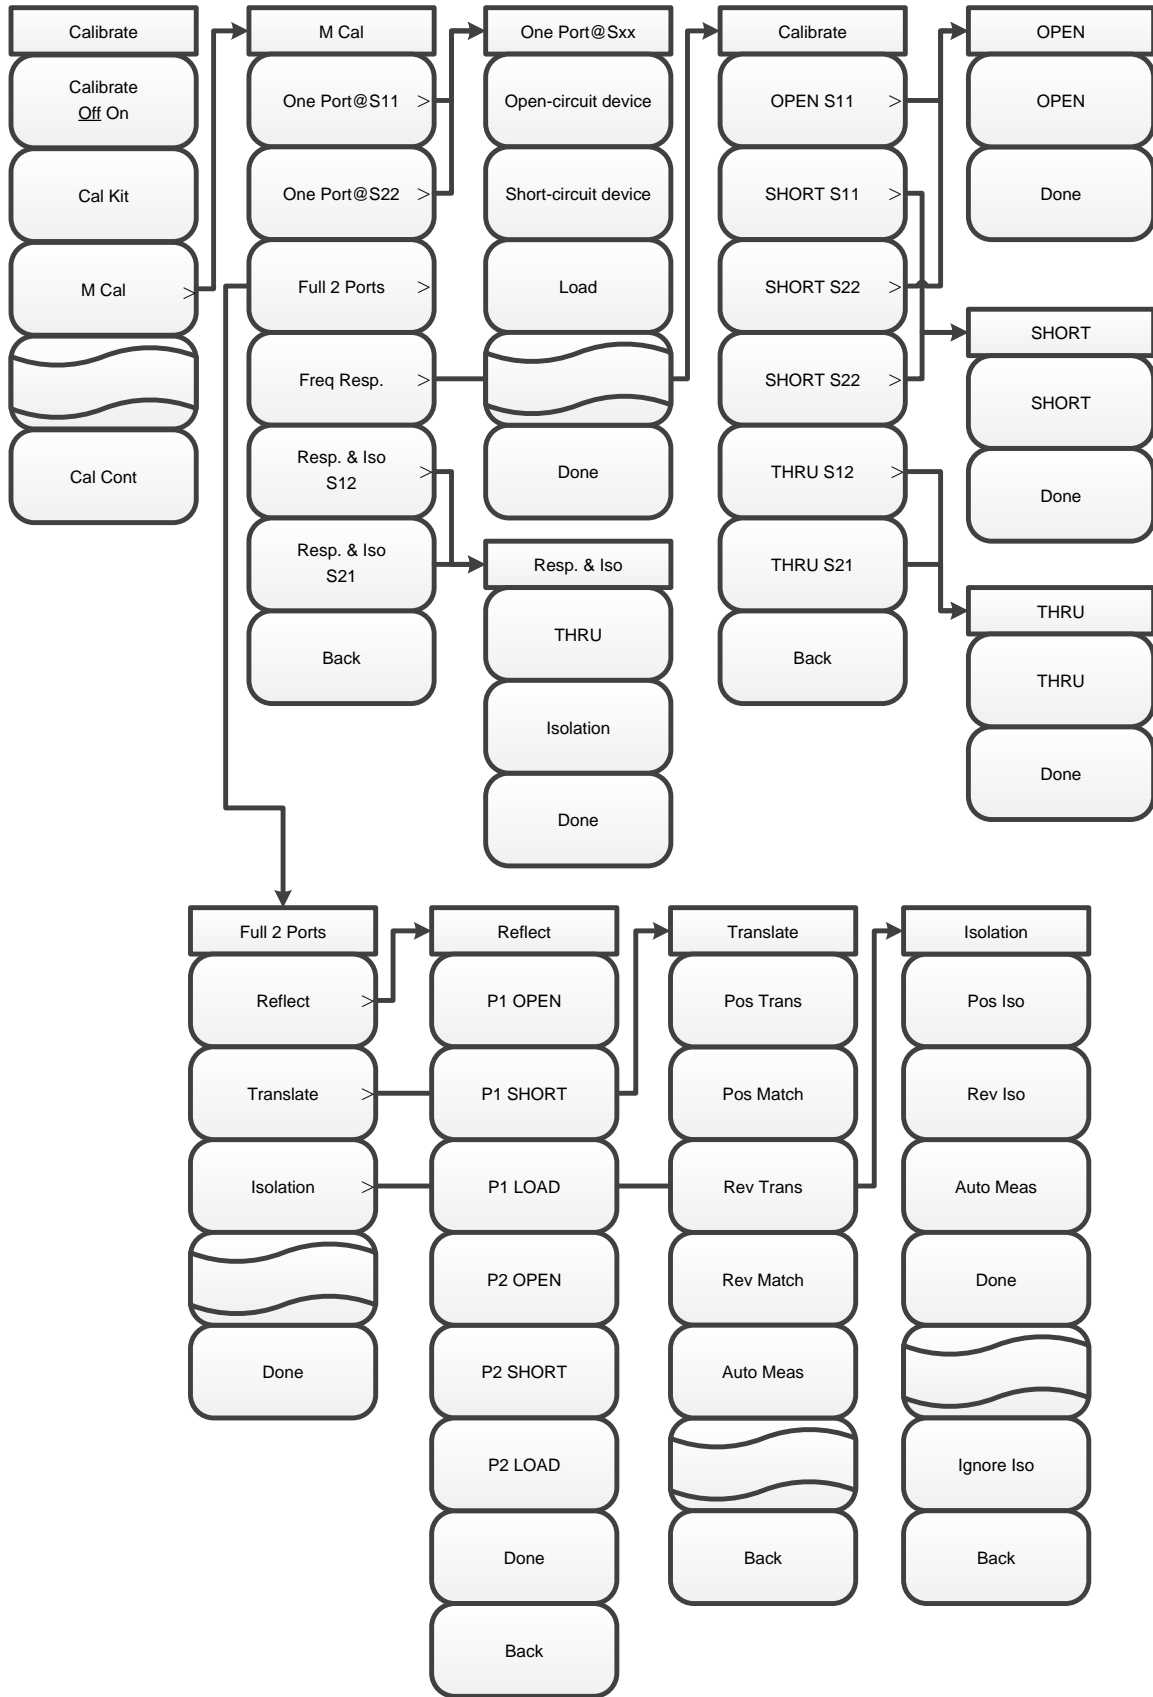 Calibrate
Calibrate
Off On
Cal Kit
M Cal
>
Cal Cont
M Cal
One Port@S11
>
One Port@S22
>
Full 2 Ports
>
Freq Resp.
>
Resp. & Iso
S12
>
Resp. & Iso
S21
>
Back
One Port@Sxx
Open-circuit device
Short-circuit device
Load
Done
Resp. & Iso
THRU
Isolation
Done
Calibrate
OPEN S11
>
SHORT S11
>
SHORT S22
>
SHORT S22
>
THRU S12
>
THRU S21
Back
OPEN
OPEN
Done
SHORT
SHORT
Done
THRU
THRU
Done
Full 2 Ports
Reflect
>
Translate
>
Isolation
>
Done
Reflect
P1 OPEN
P1 SHORT
P1 LOAD
P2 OPEN
P2 SHORT
P2 LOAD
Done
Back
Translate
Pos Trans
Pos Match
Rev Trans
Rev Match
Auto Meas
Back
Isolation
Pos Iso
Rev Iso
Auto Meas
Done
Ignore Iso
Back